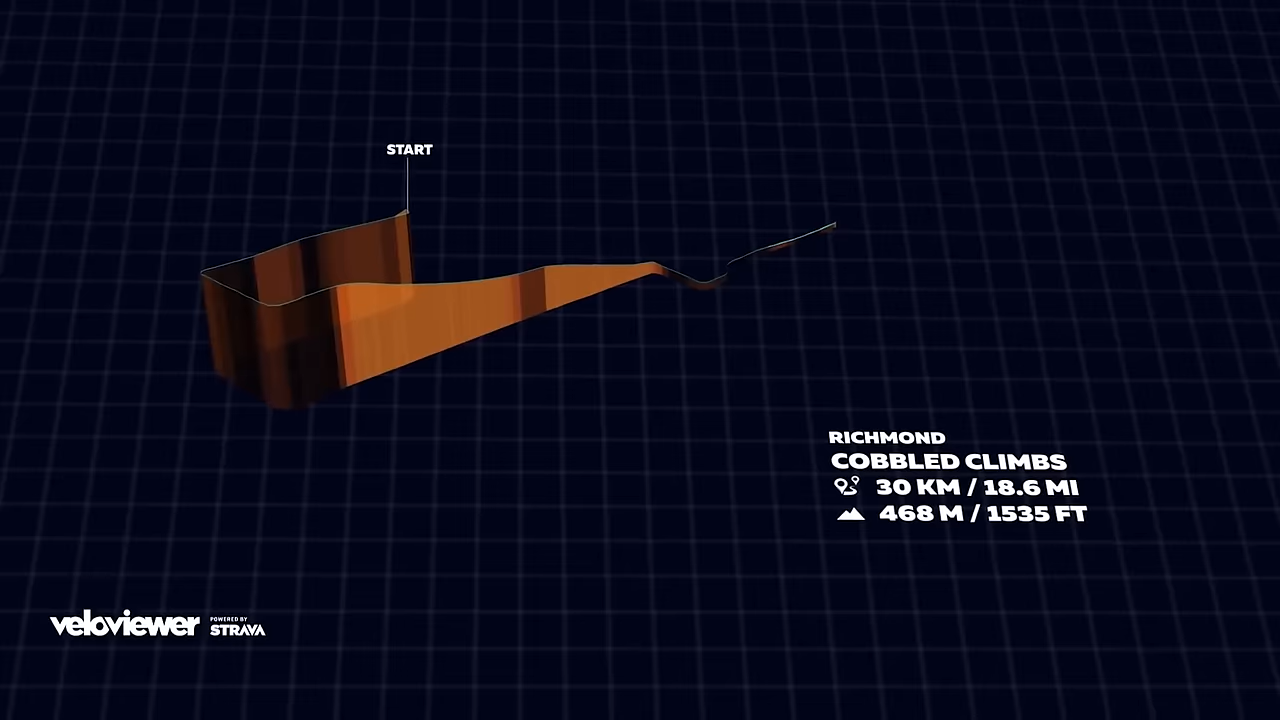 START
RICHMOND
COBBLED CLIMBS
30 KM / 18.6 MI
468 M / 1535 FT
veloviewer POWERED BY STRAVA